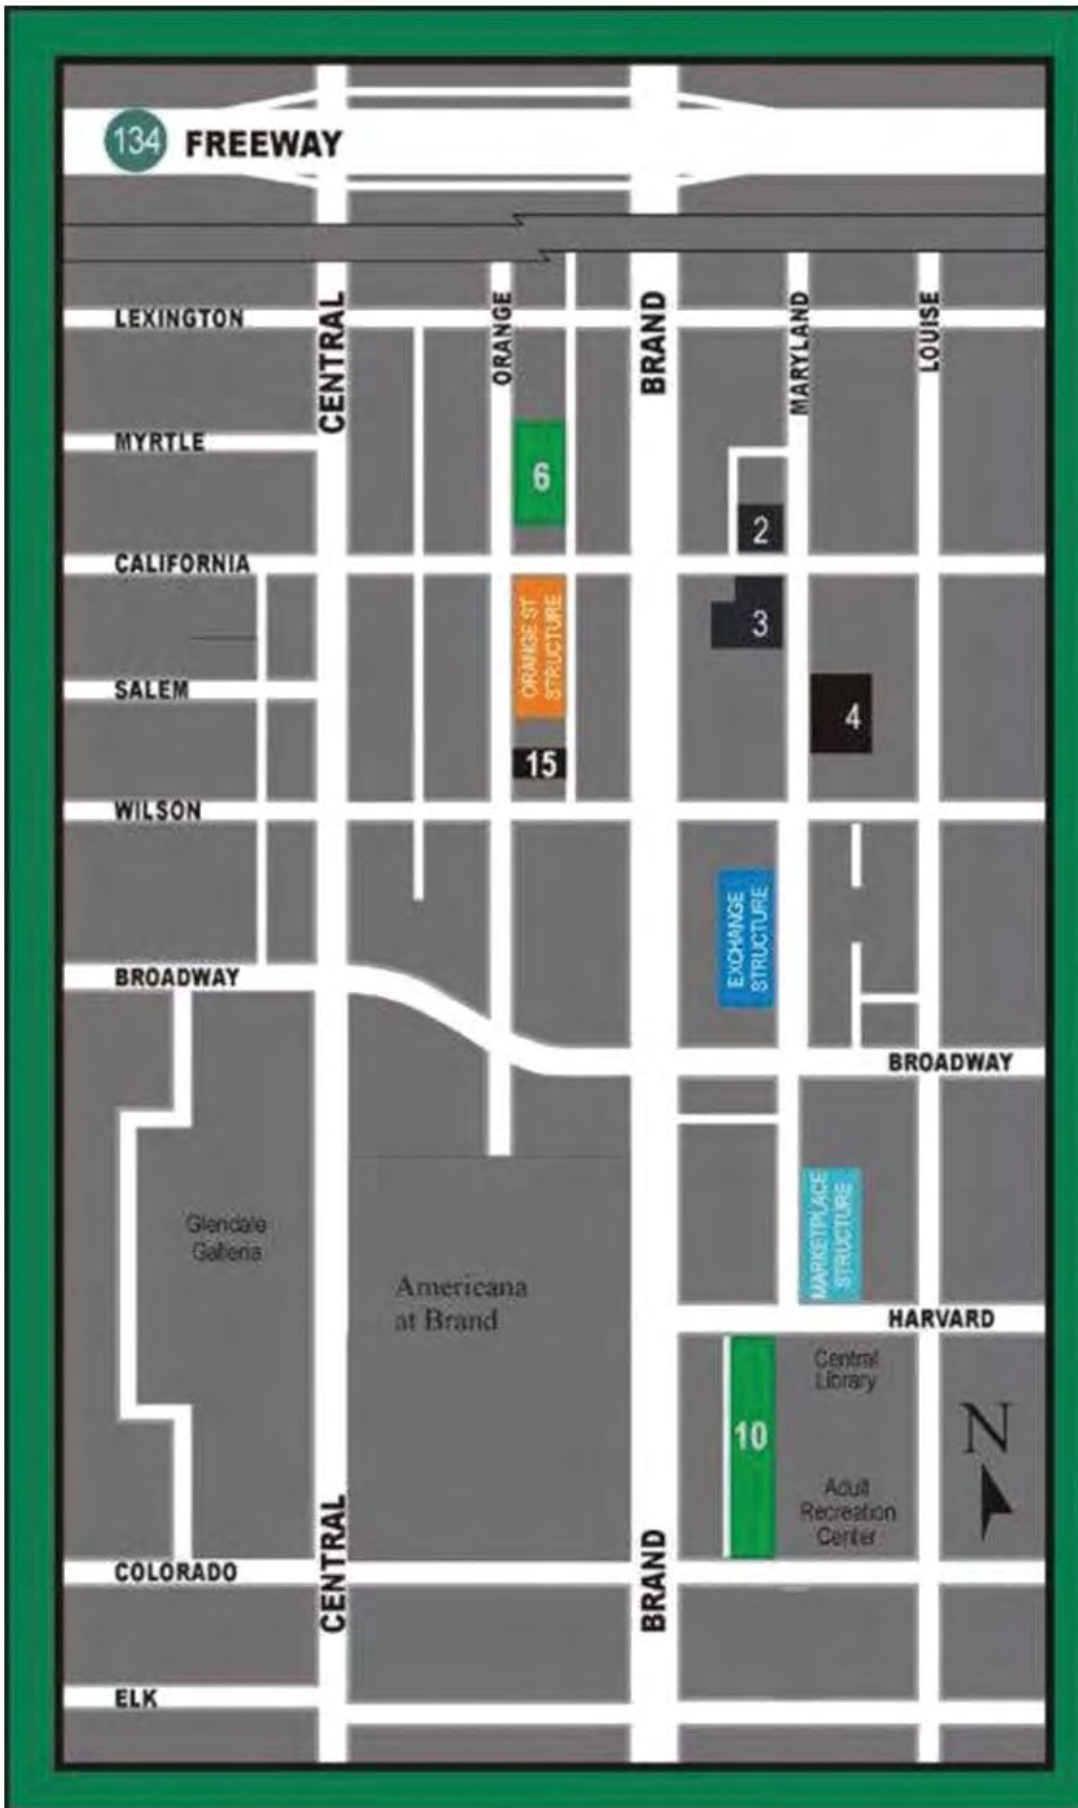 134 FREEWAY
LEXINGTON
CENTRAL
ORANGE
BRAND
MARYLAND
LOUISE
MYRTLE
6
2
CALIFORNIA
ORANGE ST
STRUCTURE
3
SALEM
4
15
WILSON
EXCHANGE
STRUCTURE
BROADWAY
BROADWAY
MARKETPLACE
STRUCTURE
Glendale
Galleria
Americana
at Brand
HARVARD
Central
Library
10
N
Adult
Recreation
Center
COLORADO
CENTRAL
BRAND
ELK